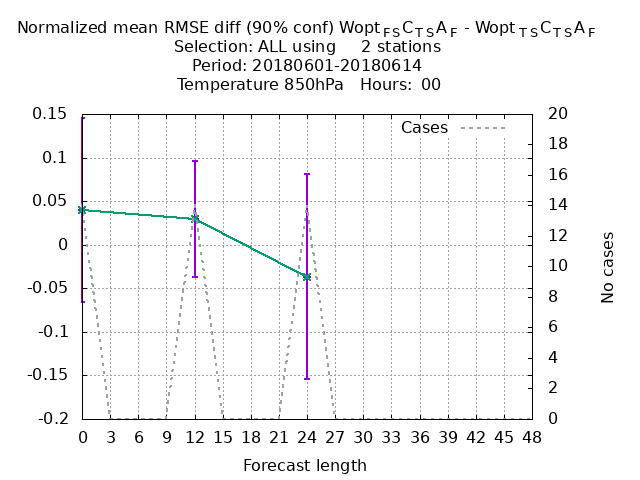 Normalized mean RMSE diff (90% conf) Wopt FS C TS A F - Wopt TS C TS A F
Selection: ALL using     2 stations
Period: 20180601-20180614
Temperature 850hPa   Hours: 00
Cases
0.15
0.1
0.05
0
-0.05
-0.1
-0.15
-0.2
20
18
16
14
12
10
8
6
4
2
0
No cases
0 3 6 9 12 15 18 21 24 27 30 33 36 39 42 45 48
Forecast length